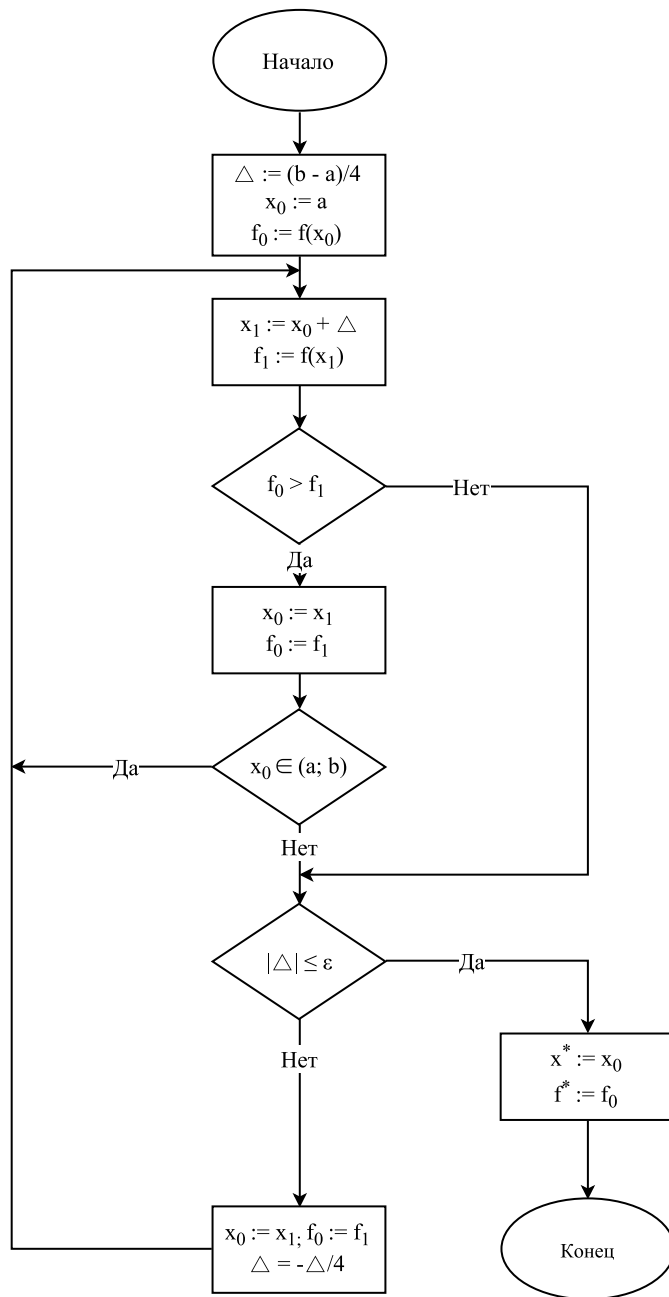 Начало
△ := (b - a)/4
x₀ := a
f₀ := f(x₀)
x₁ := x₀ + △
f₁ := f(x₁)
f₀ > f₁
Нет
Да
x₀ := x₁
f₀ := f₁
x₀ ∈ (a; b)
Да
Нет
|△| ≤ ε
Да
Нет
x* := x₀
f* := f₀
x₀ := x₁; f₀ := f₁
△ = -△/4
Конец